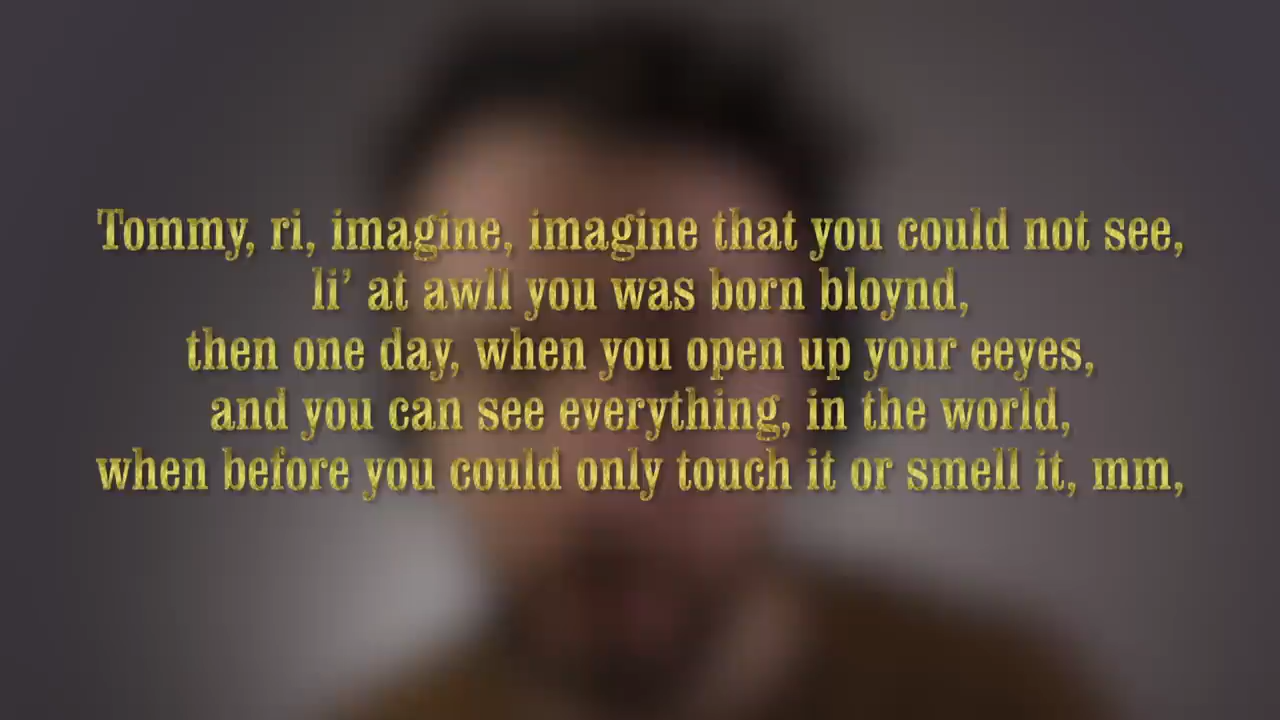 Tommy, ri, imagine, imagine that you could not see,
li’ at awll you was born bloynd,
then one day, when you open up your eeyes,
and you can see everything, in the world,
when before you could only touch it or smell it, mm,